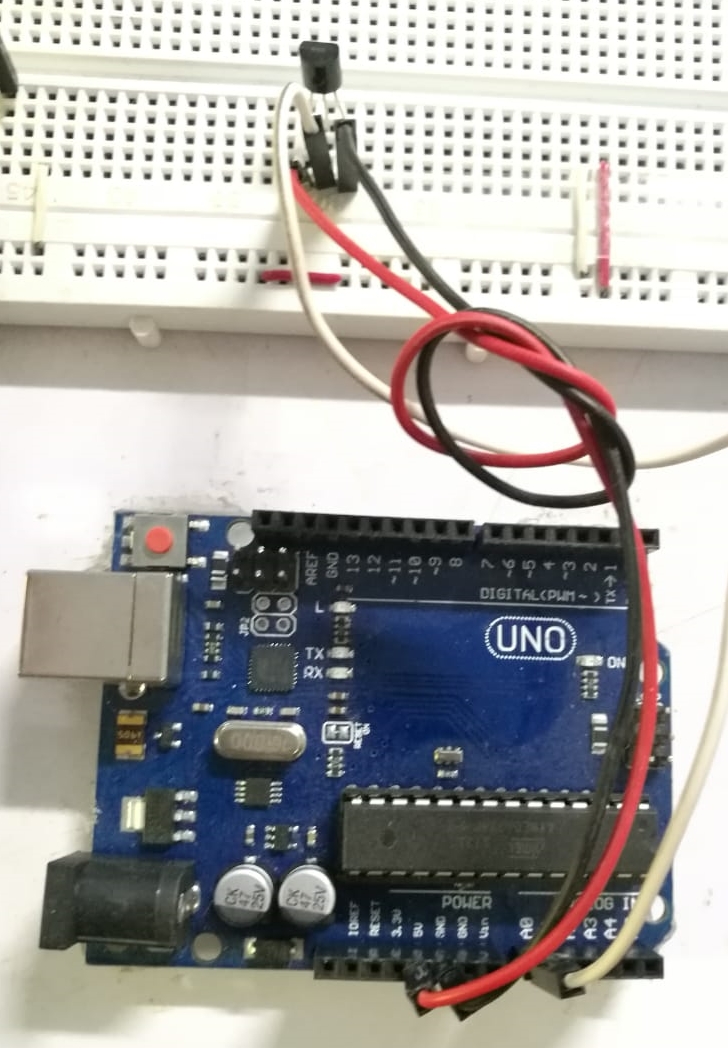 AREF
GND
13
12
~11
~10
~9
8
7
~6
~5
4
~3
2
TX→1
DIGITAL(PWM~)
L
JP2
TX
RX
UNO
ON
RESET
CK
47
25V
CK
47
25V
POWER
IOREF
RESET
3.3V
5V
GND
GND
Vin
A0
A3
A4